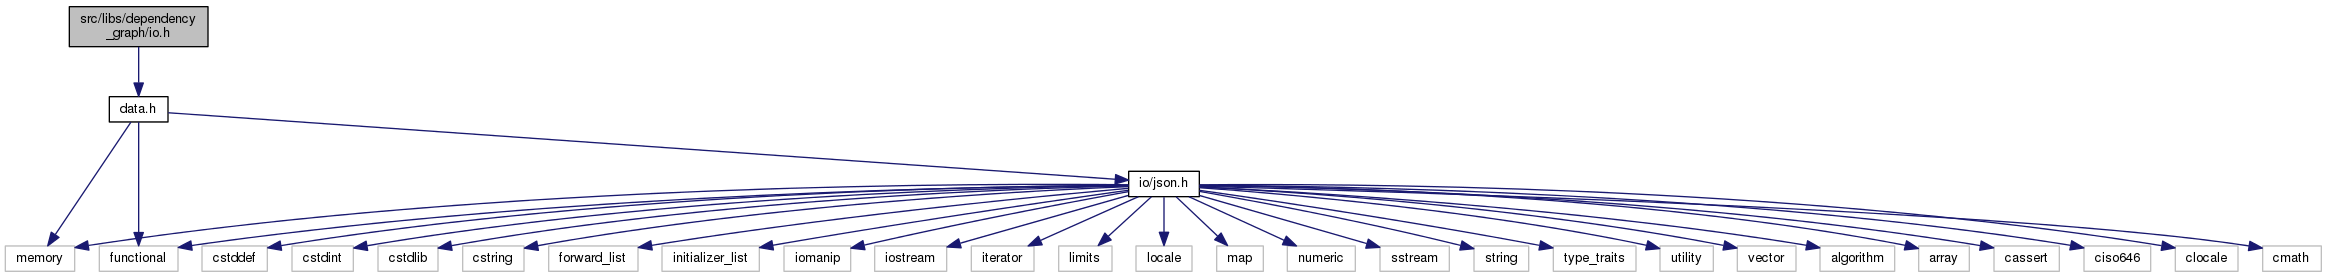 src/libs/dependency
_graph/io.h
data.h
io/json.h
memory
functional
cstddef
cstdint
cstdlib
cstring
forward_list
initializer_list
iomanip
iostream
iterator
limits
locale
map
numeric
sstream
string
type_traits
utility
vector
algorithm
array
cassert
ciso646
clocale
cmath